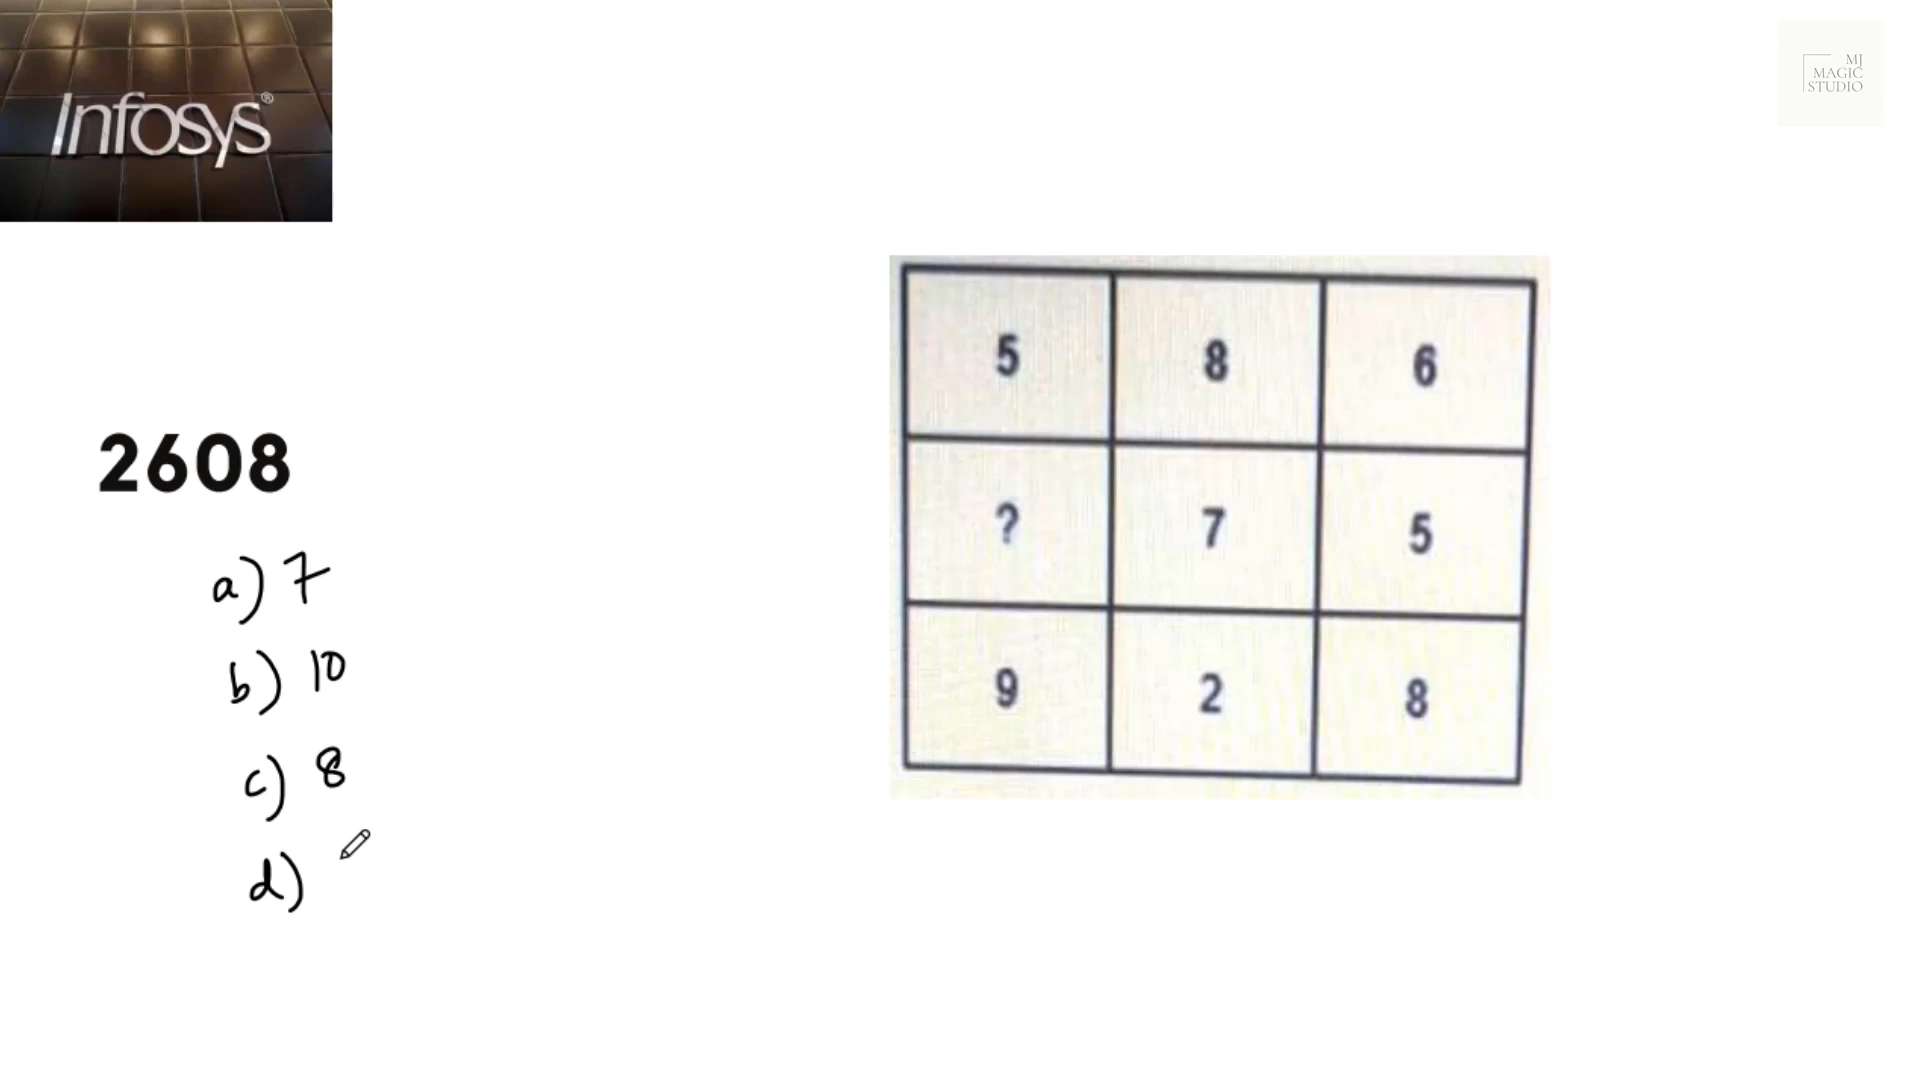 Infosys®
MJ
MAGIC
STUDIO
5 8 6
? 7 5
9 2 8
2608
a) 7
b) 10
c) 8
d)